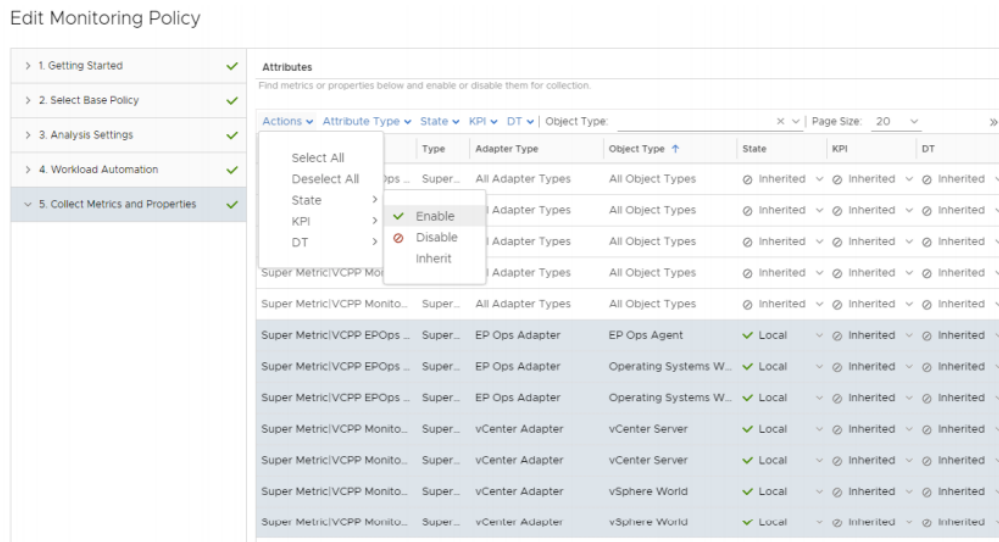 Edit Monitoring Policy
1. Getting Started
2. Select Base Policy
3. Analysis Settings
4. Workload Automation
5. Collect Metrics and Properties
Attributes
Find metrics or properties below and enable or disable them for collection.
Actions Attribute Type State KPI DT Object Type: Page Size: 20
Type Adapter Type Object Type State KPI DT
Select All
Deselect All
State
KPI
DT
Enable
Disable
Inherit
Ops ... Super... All Adapter Types All Object Types Inherited Inherited Inherited
Adapter Types All Object Types Inherited Inherited Inherited
Adapter Types All Object Types Inherited Inherited Inherited
Super Metric|VCPP Mo Adapter Types All Object Types Inherited Inherited Inherited
Super Metric|VCPP Monito... Super... All Adapter Types All Object Types Inherited Inherited Inherited
Super Metric|VCPP EPOps ... Super... EP Ops Adapter EP Ops Agent Local Inherited Inherited
Super Metric|VCPP EPOps ... Super... EP Ops Adapter Operating Systems W... Local Inherited Inherited
Super Metric|VCPP EPOps ... Super... EP Ops Adapter Operating Systems W... Local Inherited Inherited
Super Metric|VCPP Monito... Super... vCenter Adapter vCenter Server Local Inherited Inherited
Super Metric|VCPP Monito... Super... vCenter Adapter vCenter Server Local Inherited Inherited
Super Metric|VCPP Monito... Super... vCenter Adapter vSphere World Local Inherited Inherited
Super Metric|VCPP Monito... Super... vCenter Adapter vSphere World Local Inherited Inherited